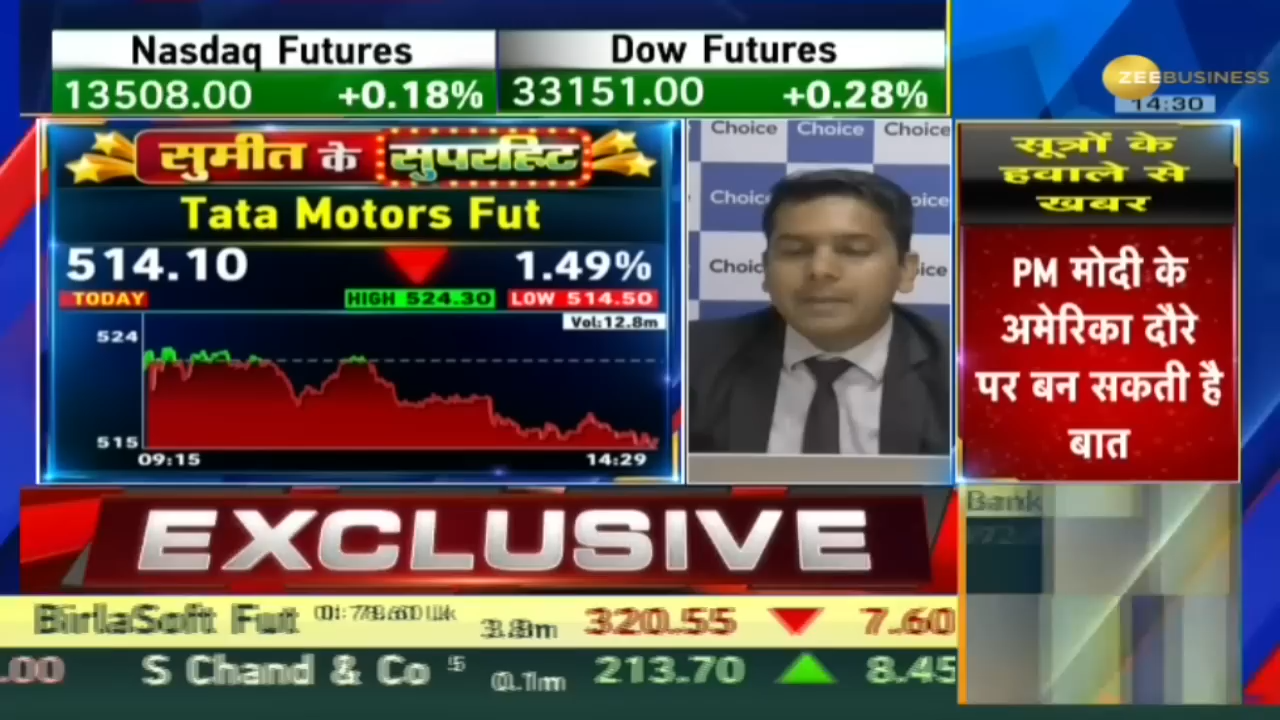 Nasdaq Futures
13508.00 +0.18%
Dow Futures
33151.00 +0.28%
ZEEBUSINESS
14:30
सुमीत के सुपरहिट
Tata Motors Fut
514.10 1.49%
TODAY HIGH 524.30 LOW 514.50
Vol:12.8m
524
515
09:15 14:29
Choice Choice Choice
Choice oice
Choic oice
सूत्रों के
हवाले से
खबर
PM मोदी के
अमेरिका दौरे
पर बन सकती है
बात
EXCLUSIVE
Bank
BirlaSoft Fut 320.55 7.60
.00 S Chand & Co 0.1m 213.70 8.45